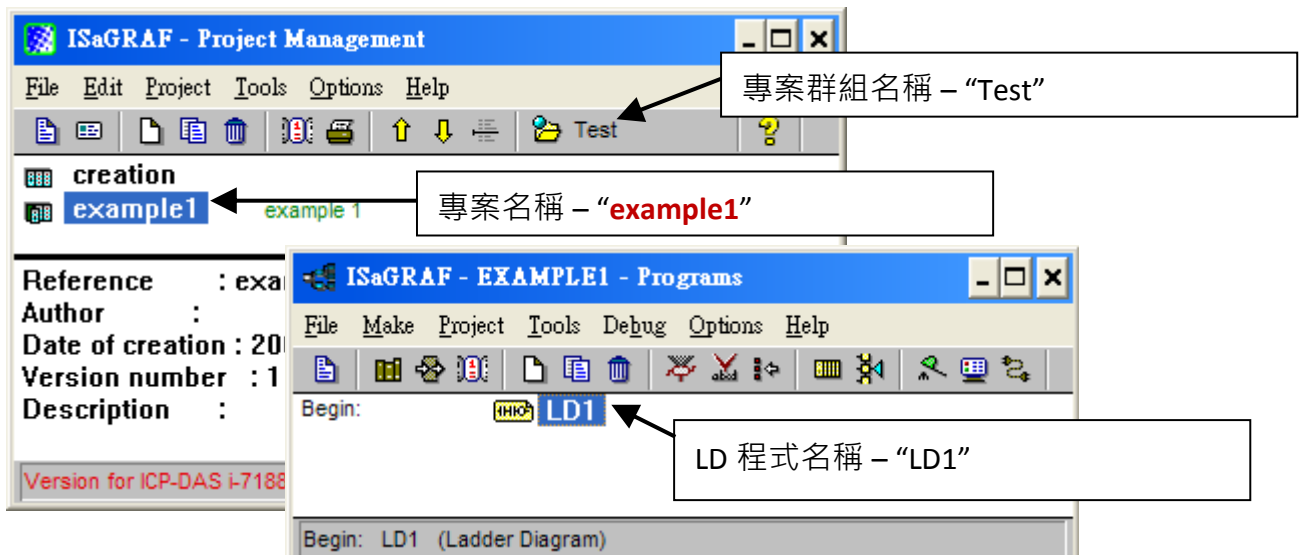 ISaGRAF - Project Management
File Edit Project Tools Options Help
專案群組名稱 – “Test”
Test
creation
example1 example 1
專案名稱 – “example1”
Reference : exa
Author :
Date of creation : 20
Version number : 1
Description :
Version for ICP-DAS i-7188
ISaGRAF - EXAMPLE1 - Programs
File Make Project Tools Debug Options Help
Begin: LD1
LD 程式名稱 – “LD1”
Begin: LD1 (Ladder Diagram)